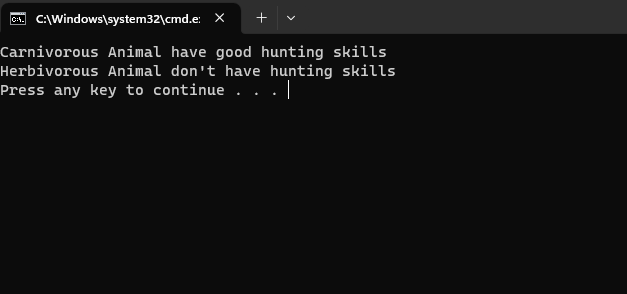 C:\Windows\system32\cmd.e
Carnivorous Animal have good hunting skills
Herbivorous Animal don't have hunting skills
Press any key to continue . . .